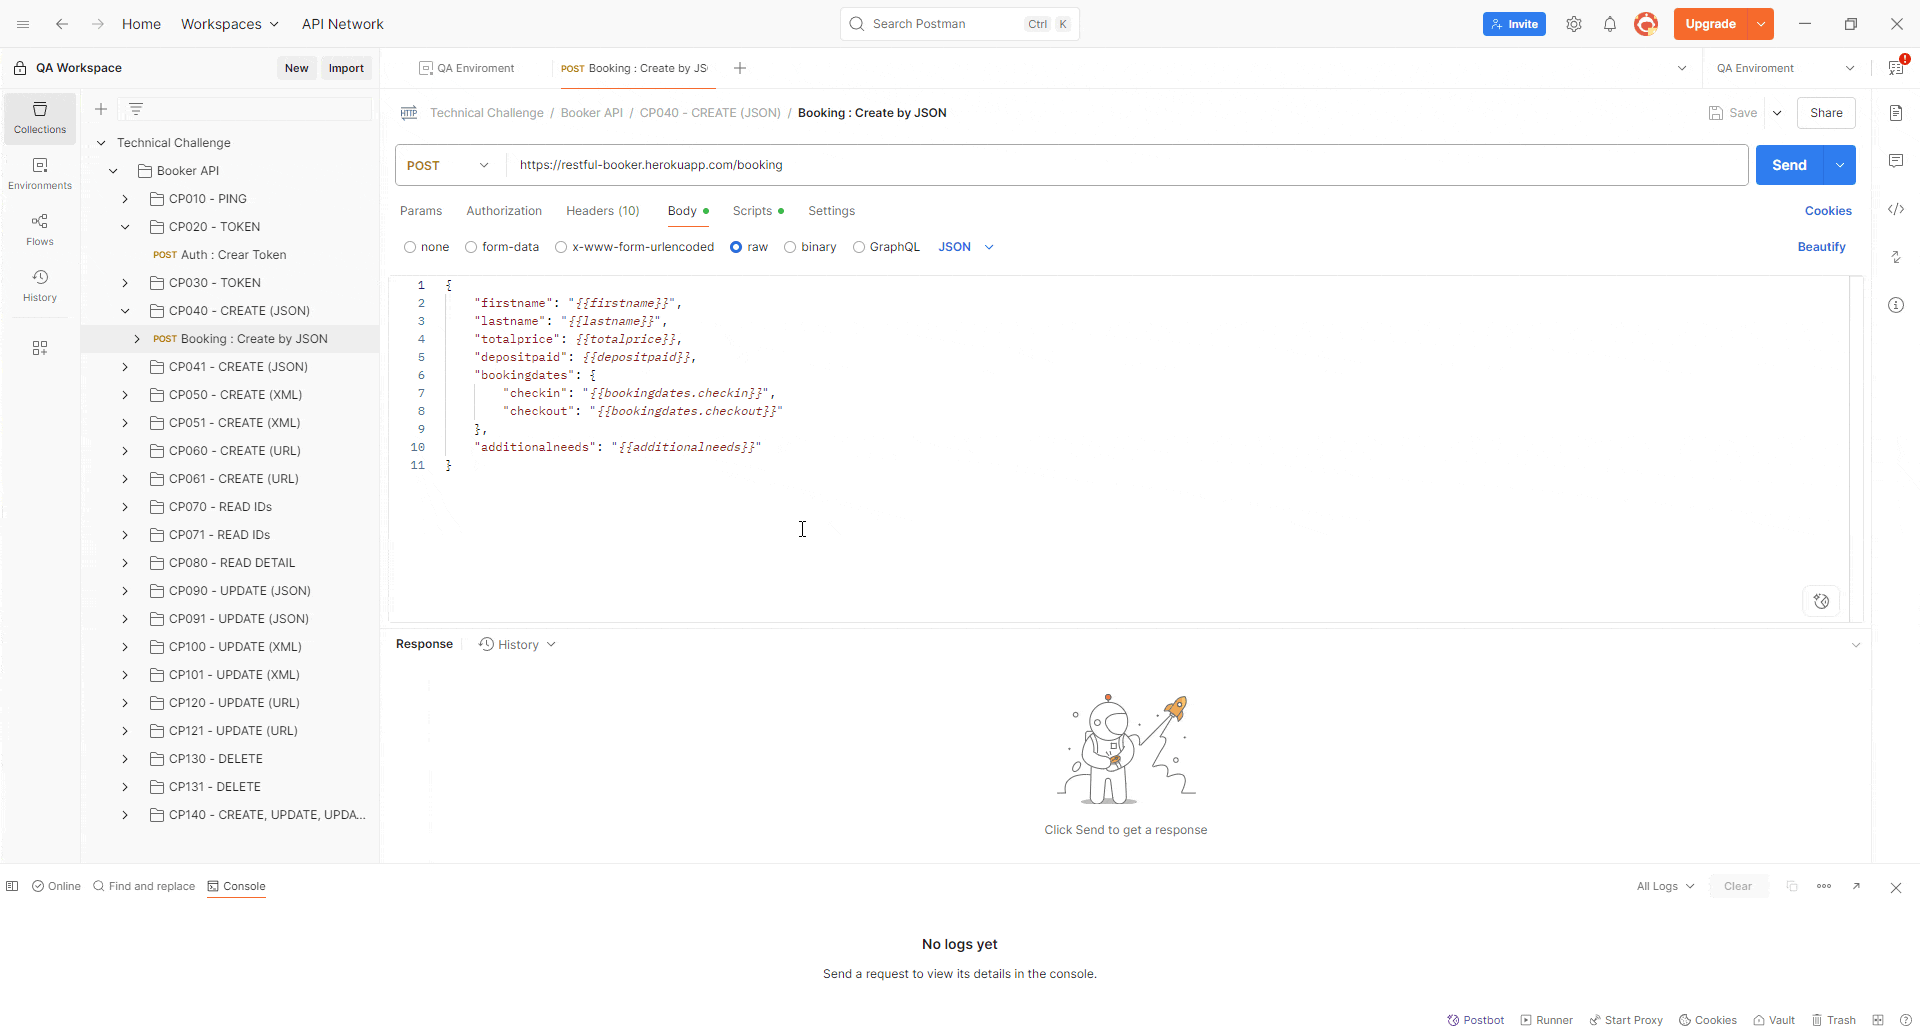 Home Workspaces API Network Search Postman Ctrl K Invite Upgrade
QA Workspace New Import QA Enviroment POST Booking : Create by JS QA Enviroment
Collections
Environments
Flows
History
Technical Challenge
Booker API
CP010 - PING
CP020 - TOKEN
POST Auth : Crear Token
CP030 - TOKEN
CP040 - CREATE (JSON)
POST Booking : Create by JSON
CP041 - CREATE (JSON)
CP050 - CREATE (XML)
CP051 - CREATE (XML)
CP060 - CREATE (URL)
CP061 - CREATE (URL)
CP070 - READ IDs
CP071 - READ IDs
CP080 - READ DETAIL
CP090 - UPDATE (JSON)
CP091 - UPDATE (JSON)
CP100 - UPDATE (XML)
CP101 - UPDATE (XML)
CP120 - UPDATE (URL)
CP121 - UPDATE (URL)
CP130 - DELETE
CP131 - DELETE
CP140 - CREATE, UPDATE, UPDA...
HTTP Technical Challenge / Booker API / CP040 - CREATE (JSON) / Booking : Create by JSON Save Share
POST https://restful-booker.herokuapp.com/booking Send
Params Authorization Headers (10) Body Scripts Settings Cookies
none form-data x-www-form-urlencoded raw binary GraphQL JSON Beautify
1 {
2 "firstname": "{{firstname}}",
3 "lastname": "{{lastname}}",
4 "totalprice": {{totalprice}},
5 "depositpaid": {{depositpaid}},
6 "bookingdates": {
7 "checkin": "{{bookingdates.checkin}}",
8 "checkout": "{{bookingdates.checkout}}"
9 },
10 "additionalneeds": "{{additionalneeds}}"
11 }
Response History
Click Send to get a response
Online Find and replace Console All Logs Clear
No logs yet
Send a request to view its details in the console.
Postbot Runner Start Proxy Cookies Vault Trash